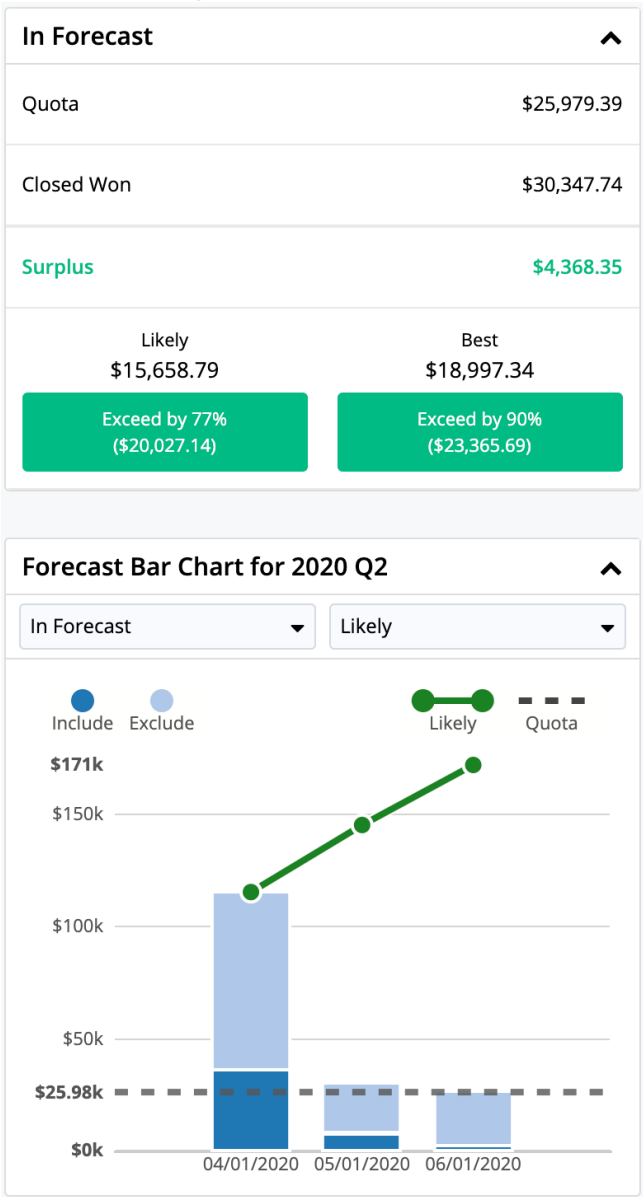 In Forecast
Quota $25,979.39
Closed Won $30,347.74
Surplus $4,368.35
Likely Best
$15,658.79 $18,997.34
Exceed by 77% Exceed by 90%
($20,027.14) ($23,365.69)
Forecast Bar Chart for 2020 Q2
In Forecast Likely
Include Exclude Likely Quota
$171k
$150k
$100k
$50k
$25.98k
$0k
04/01/2020 05/01/2020 06/01/2020